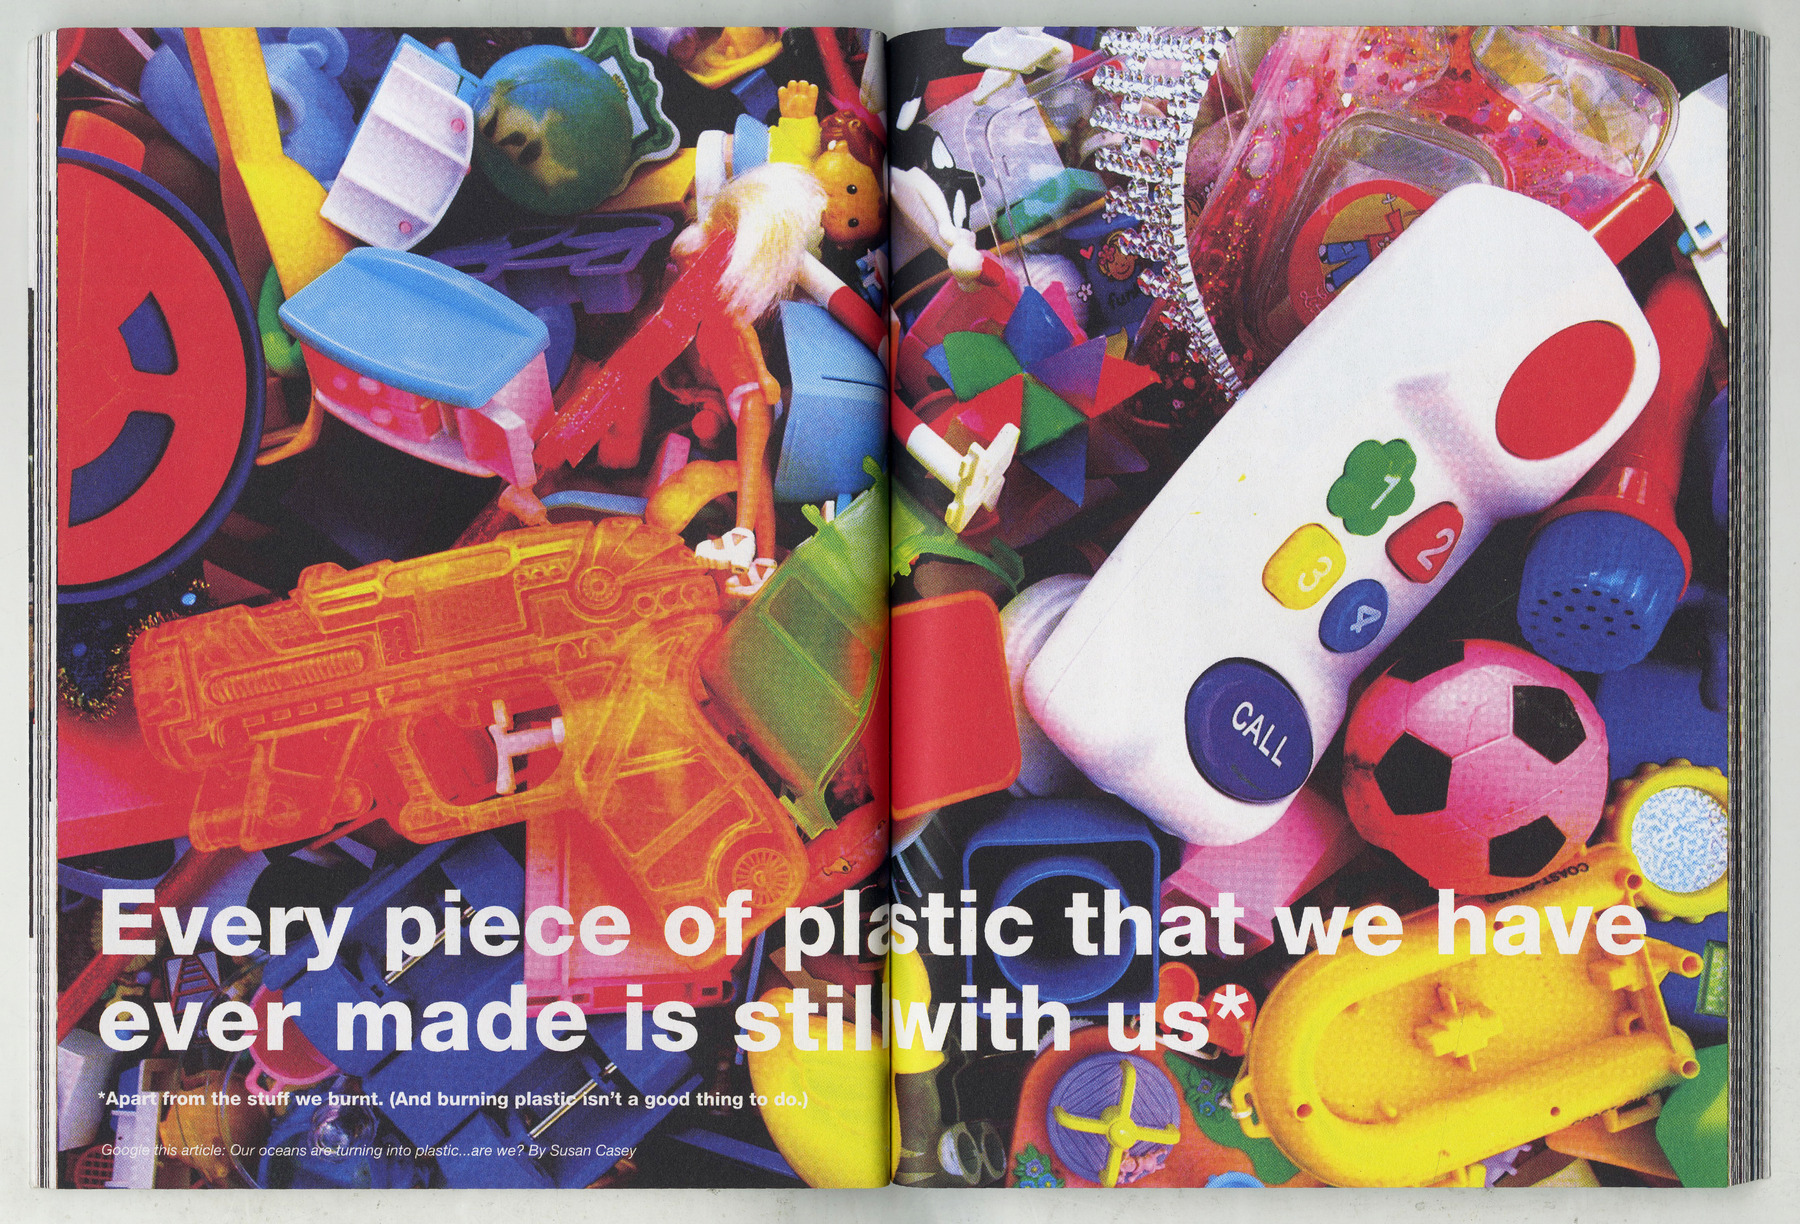 1
2
3
4
CALL
COAST GUARD
Every piece of plastic that we have
ever made is still with us*
*Apart from the stuff we burnt. (And burning plastic isn't a good thing to do.)
Google this article: Our oceans are turning into plastic...are we? By Susan Casey